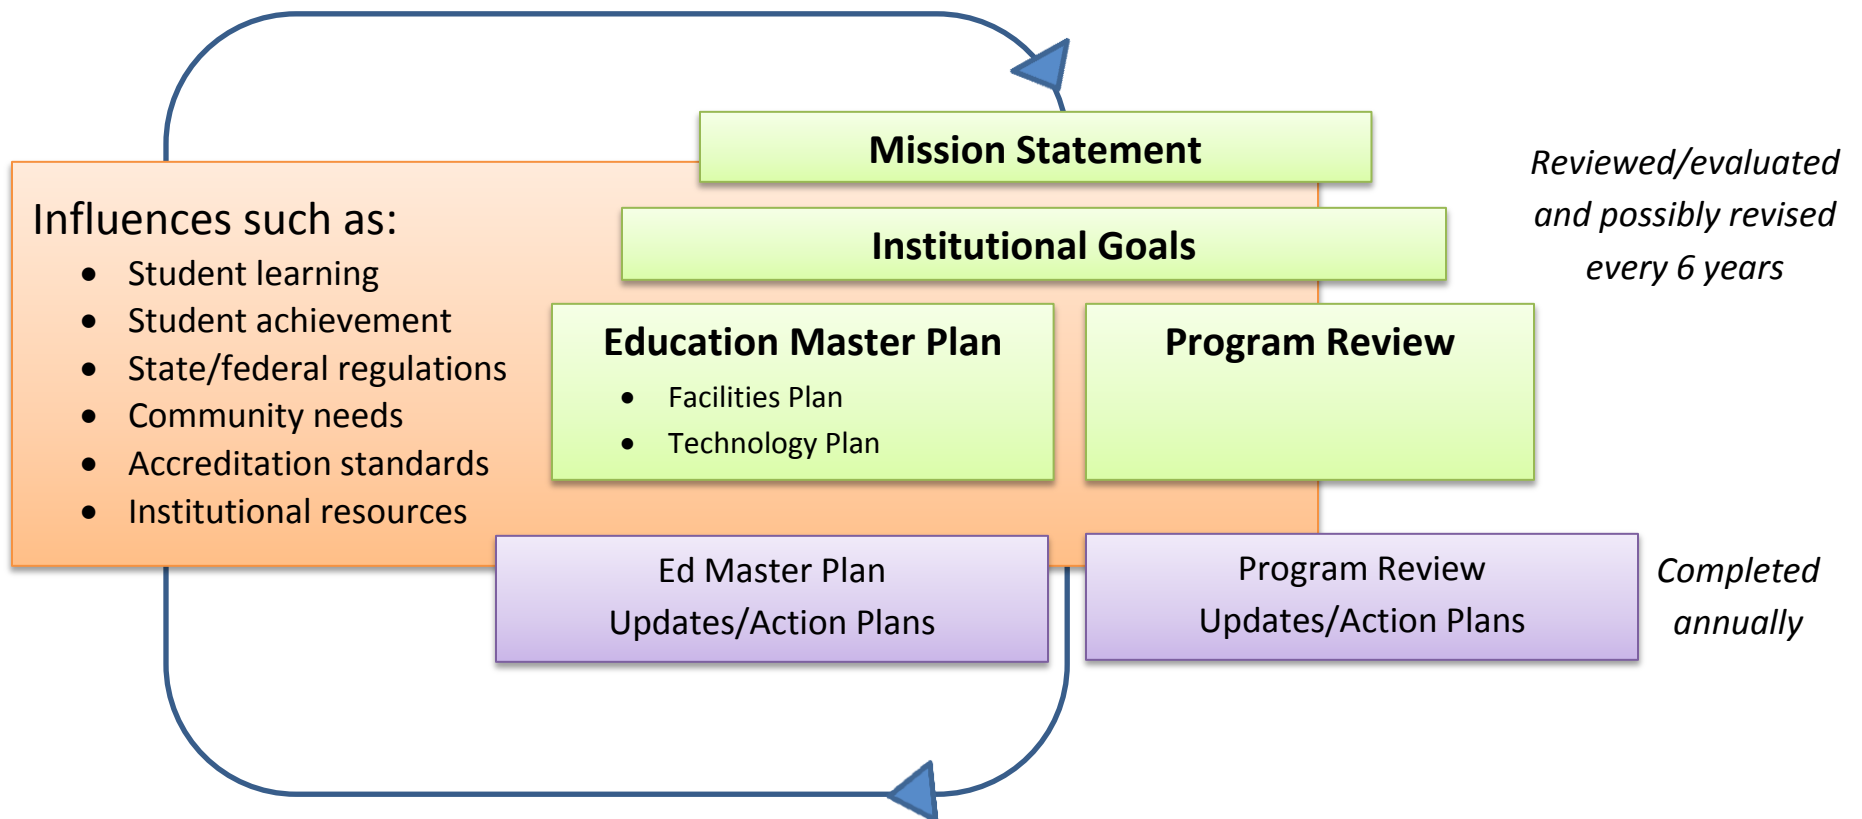 Mission Statement
Reviewed/evaluated
and possibly revised
every 6 years
Influences such as:
• Student learning
• Student achievement
• State/federal regulations
• Community needs
• Accreditation standards
• Institutional resources
Institutional Goals
Education Master Plan
• Facilities Plan
• Technology Plan
Program Review
Ed Master Plan
Updates/Action Plans
Program Review
Updates/Action Plans
Completed
annually